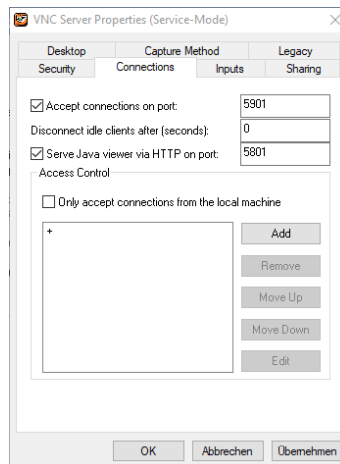 VNC Server Properties (Service-Mode)
Desktop Capture Method Legacy
Security Connections Inputs Sharing
Accept connections on port: 5901
Disconnect idle clients after (seconds): 0
Serve Java viewer via HTTP on port: 5801
Access Control
Only accept connections from the local machine
+
Add
Remove
Move Up
Move Down
Edit
OK Abbrechen Übernehmen